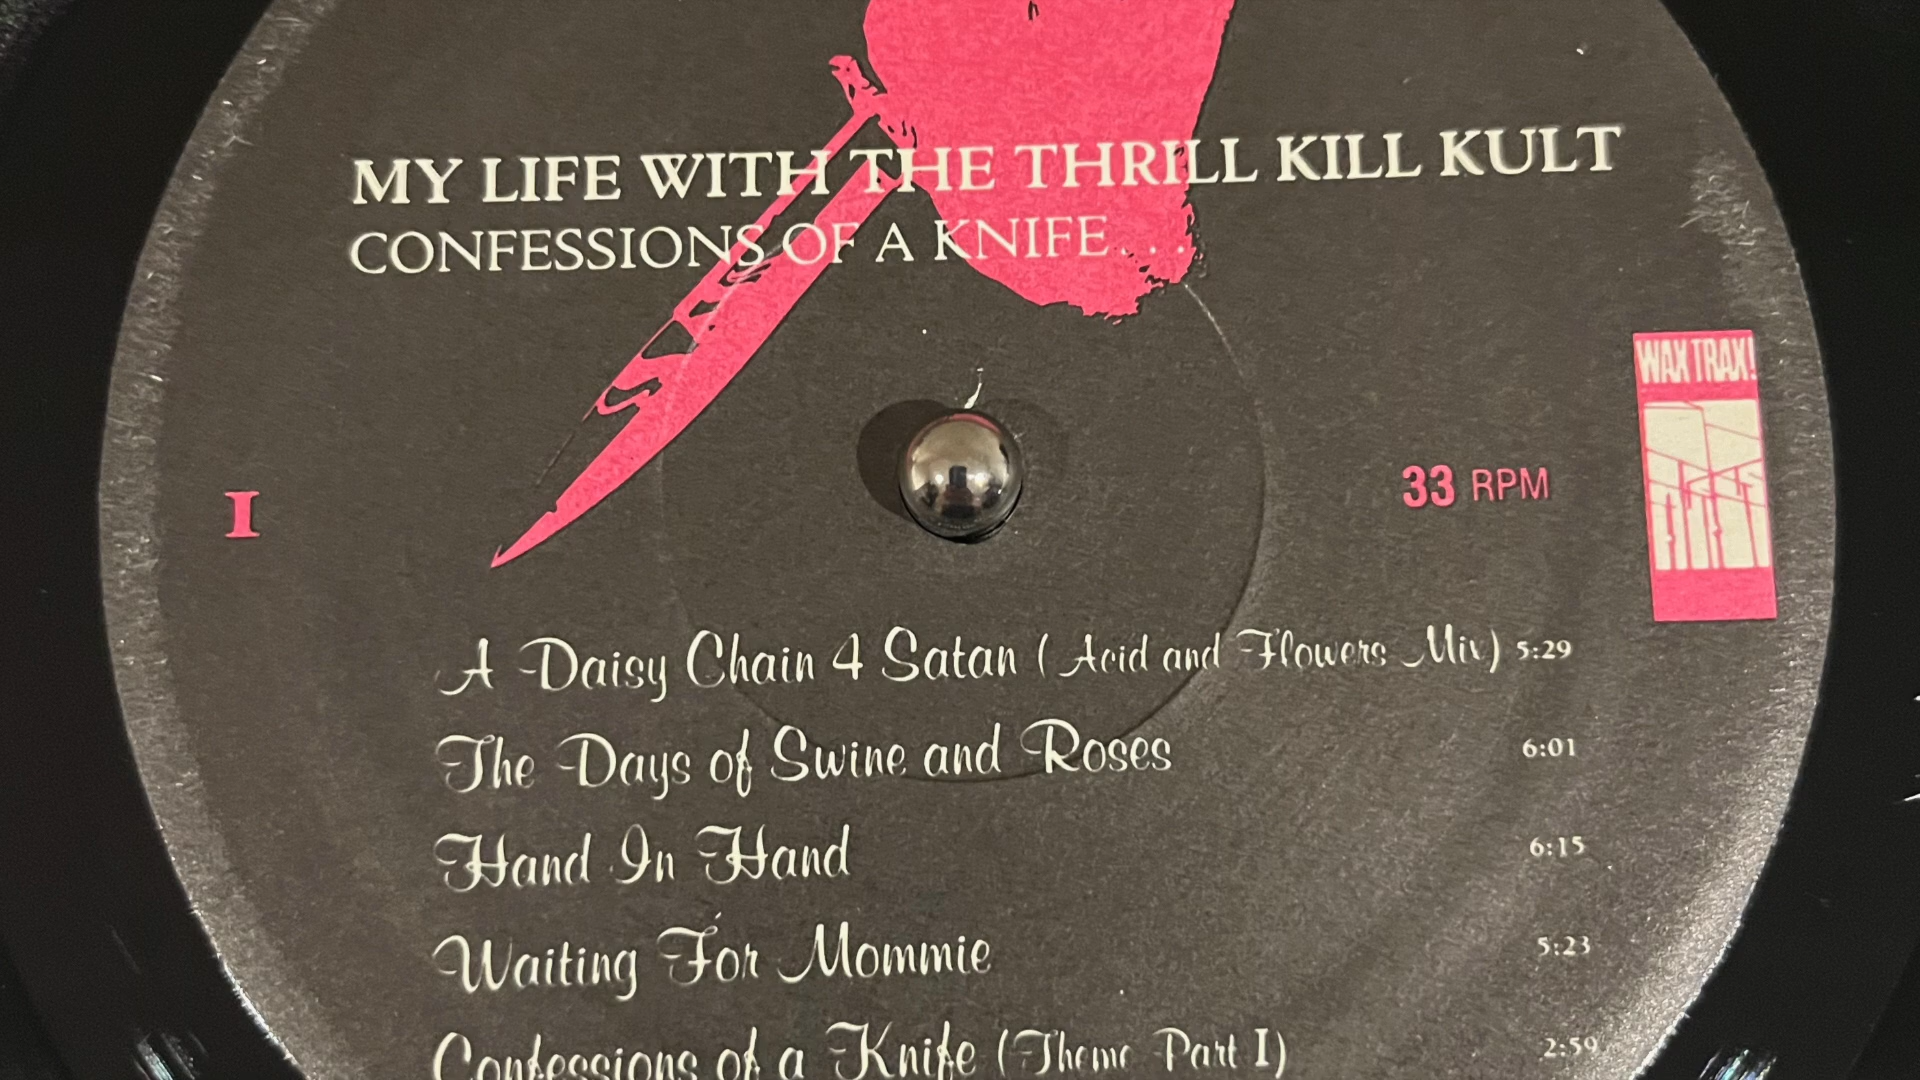 MY LIFE WITH THE THRILL KILL KULT
CONFESSIONS OF A KNIFE...
WAX TRAX!
I
33 RPM
A Daisy Chain 4 Satan (Acid and Flowers Mix) 5:29
The Days of Swine and Roses 6:01
Hand In Hand 6:15
Waiting For Mommie 5:23
Confessions of a Knife (Theme Part I) 2:59